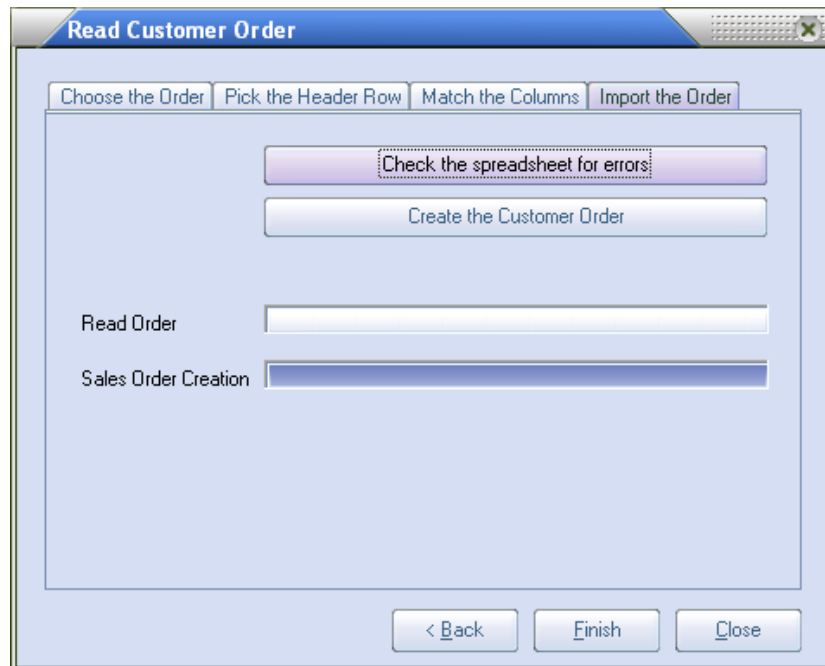 Read Customer Order
Choose the Order Pick the Header Row Match the Columns Import the Order
Check the spreadsheet for errors
Create the Customer Order
Read Order
Sales Order Creation
< Back Finish Close